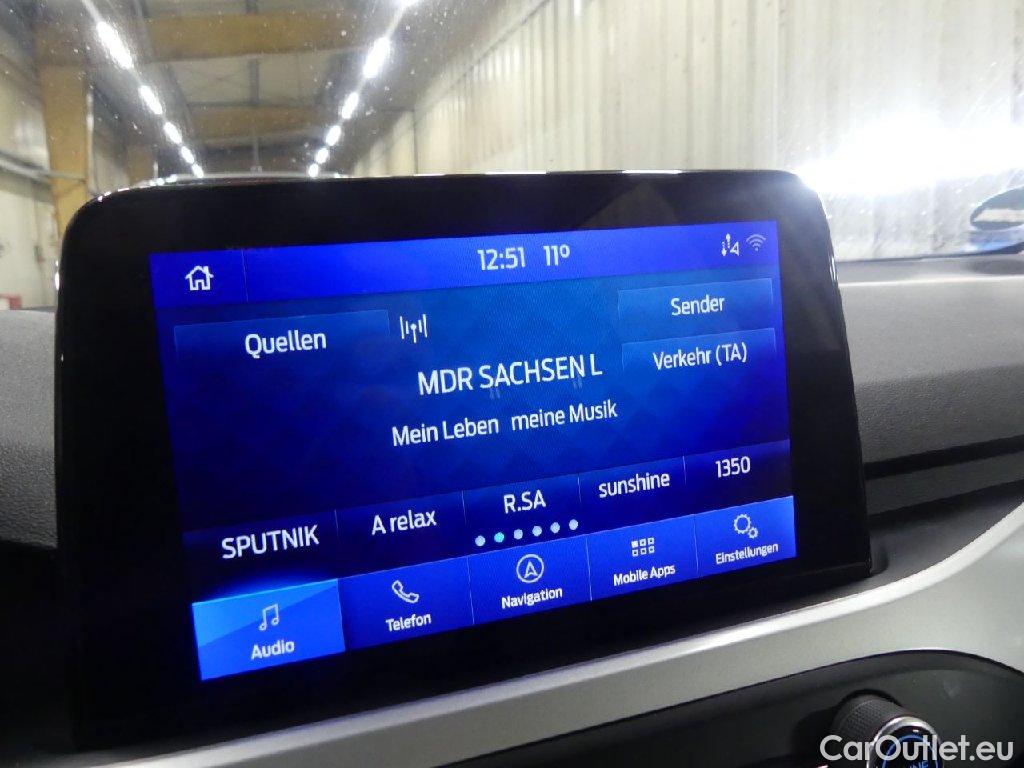 12:51 11°
Quellen
Sender
MDR SACHSEN L
Verkehr (TA)
Mein Leben meine Musik
SPUTNIK A relax R.SA sunshine 1350
Audio Telefon Navigation Mobile Apps Einstellungen
CarOutlet.eu